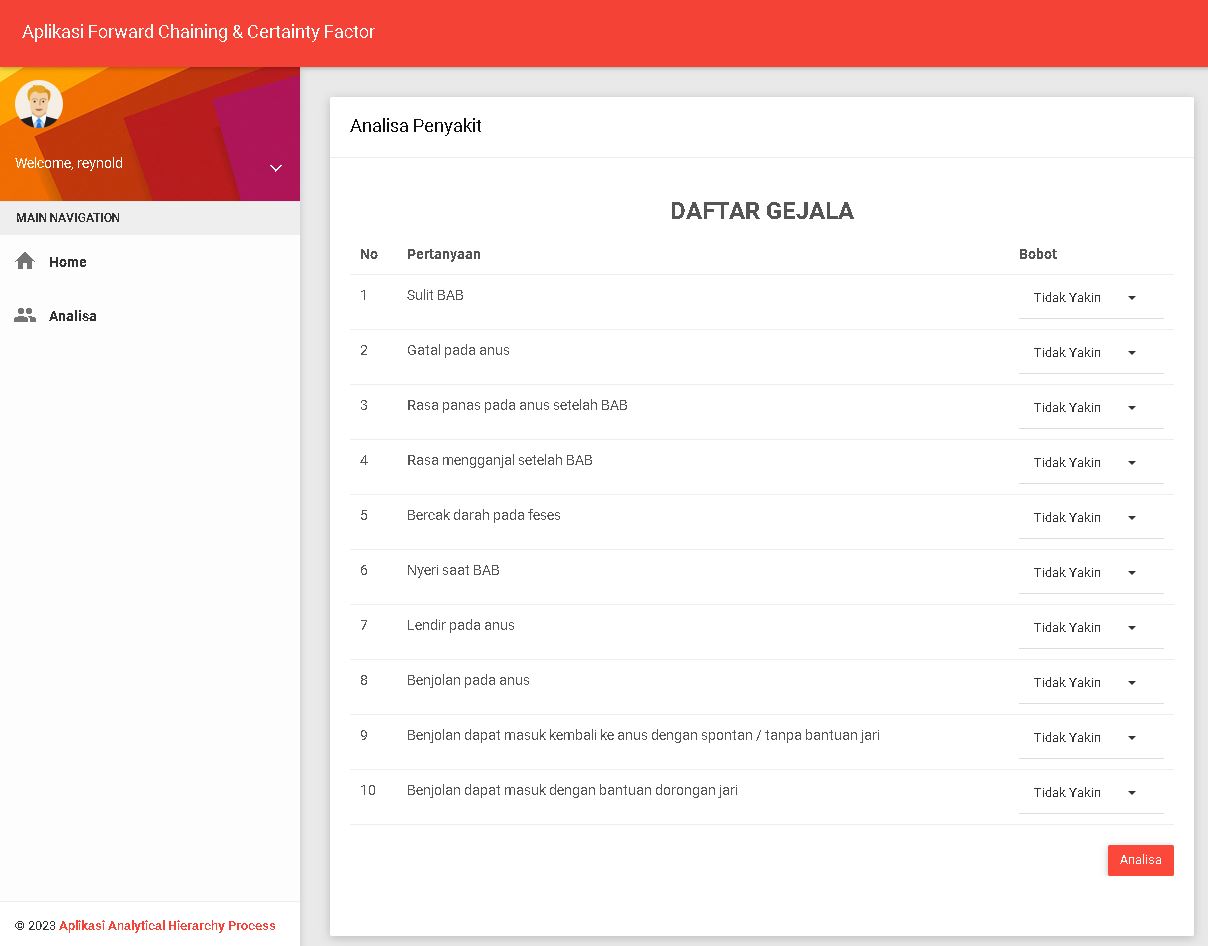 Aplikasi Forward Chaining & Certainty Factor
Welcome, reynold
MAIN NAVIGATION
Home
Analisa
© 2023 Aplikasi Analytical Hierarchy Process
Analisa Penyakit
DAFTAR GEJALA
No Pertanyaan Bobot
1 Sulit BAB Tidak Yakin
2 Gatal pada anus Tidak Yakin
3 Rasa panas pada anus setelah BAB Tidak Yakin
4 Rasa mengganjal setelah BAB Tidak Yakin
5 Bercak darah pada feses Tidak Yakin
6 Nyeri saat BAB Tidak Yakin
7 Lendir pada anus Tidak Yakin
8 Benjolan pada anus Tidak Yakin
9 Benjolan dapat masuk kembali ke anus dengan spontan / tanpa bantuan jari Tidak Yakin
10 Benjolan dapat masuk dengan bantuan dorongan jari Tidak Yakin
Analisa